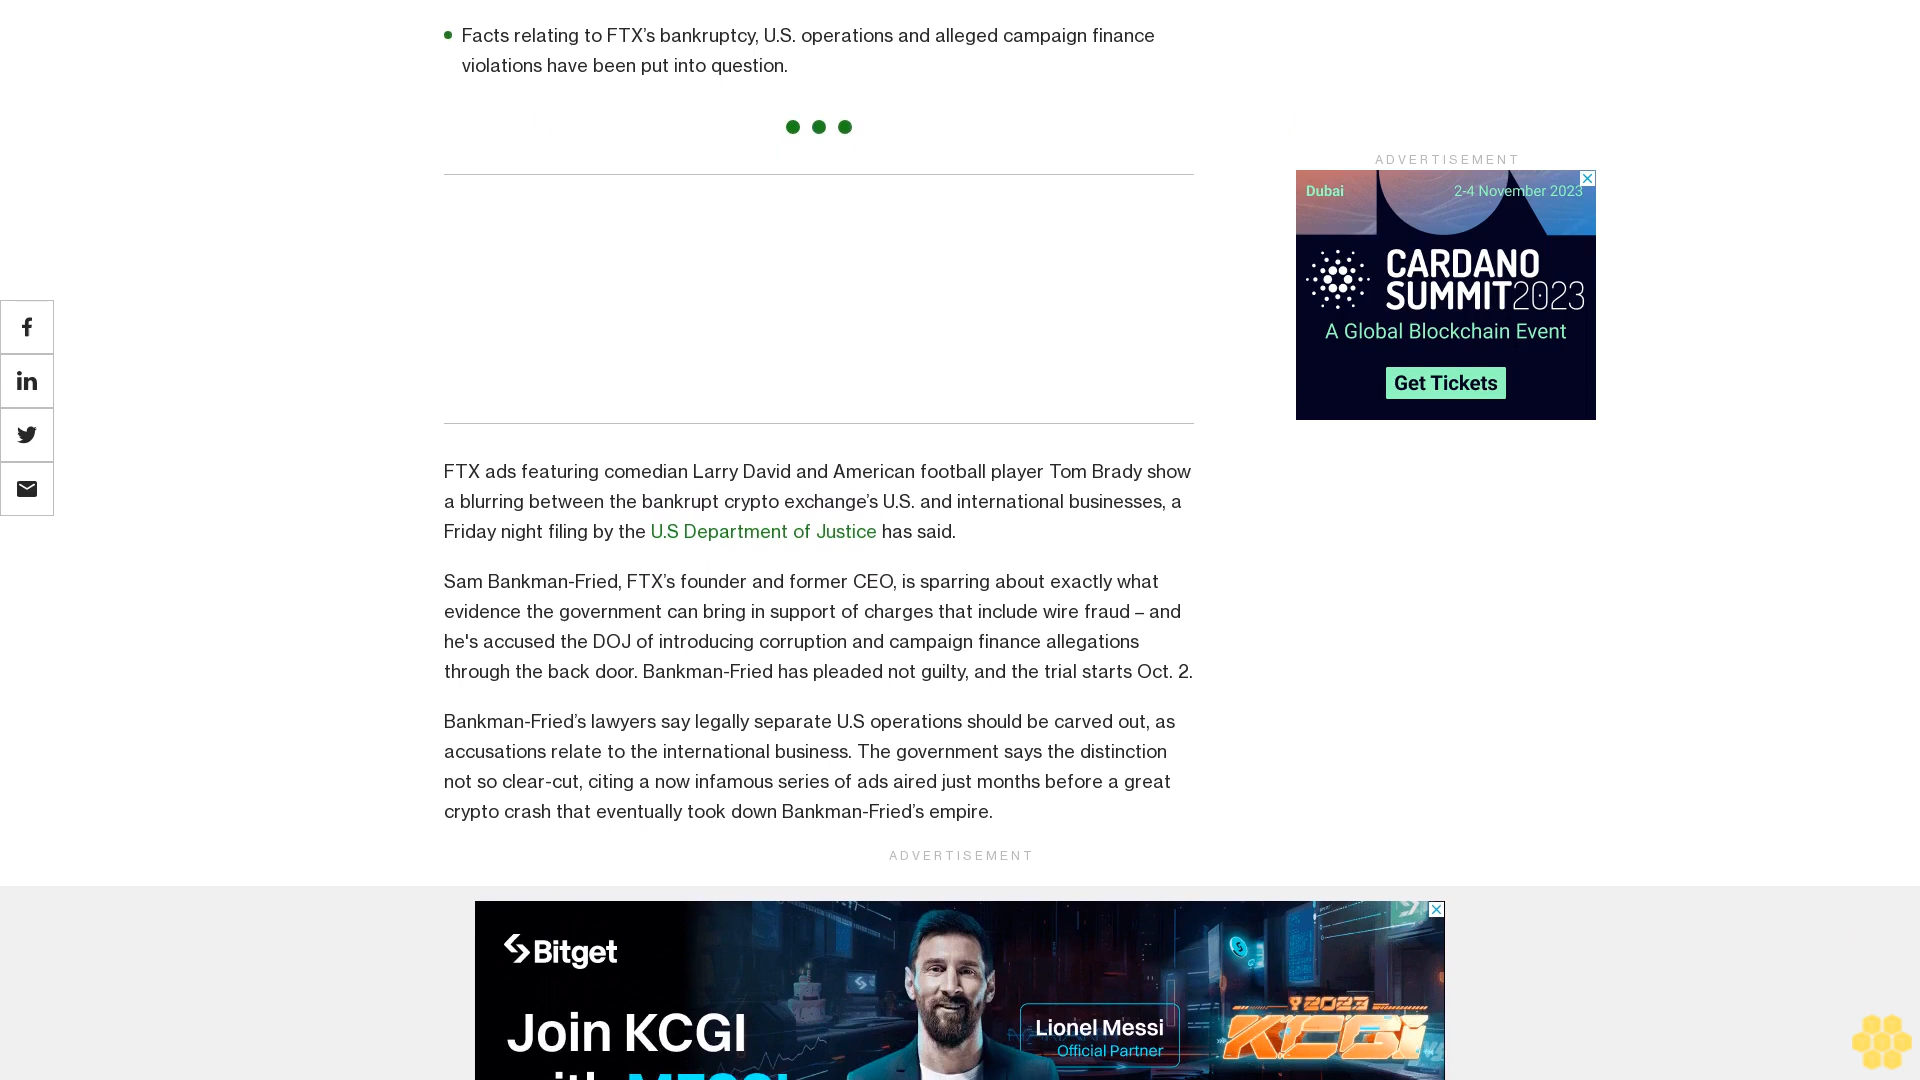 Facts relating to FTX’s bankruptcy, U.S. operations and alleged campaign finance
violations have been put into question.
ADVERTISEMENT
Dubai
2-4 November 2023
CARDANO
SUMMIT2023
A Global Blockchain Event
Get Tickets
FTX ads featuring comedian Larry David and American football player Tom Brady show
a blurring between the bankrupt crypto exchange’s U.S. and international businesses, a
Friday night filing by the U.S Department of Justice has said.
Sam Bankman-Fried, FTX’s founder and former CEO, is sparring about exactly what
evidence the government can bring in support of charges that include wire fraud – and
he's accused the DOJ of introducing corruption and campaign finance allegations
through the back door. Bankman-Fried has pleaded not guilty, and the trial starts Oct. 2.
Bankman-Fried’s lawyers say legally separate U.S operations should be carved out, as
accusations relate to the international business. The government says the distinction
not so clear-cut, citing a now infamous series of ads aired just months before a great
crypto crash that eventually took down Bankman-Fried’s empire.
ADVERTISEMENT
Bitget
Join KCGI
with MESSI
Lionel Messi
Official Partner
2023
KCGI